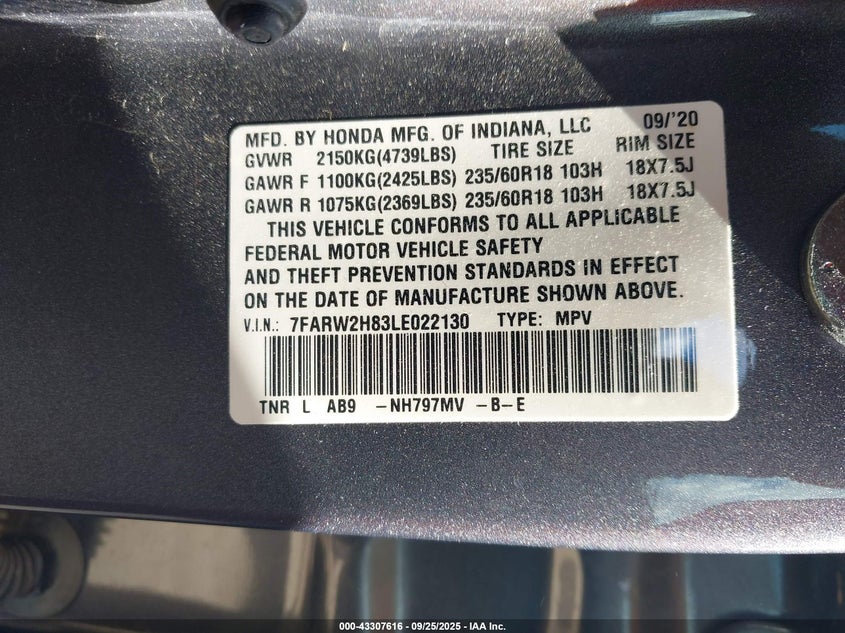 MFD. BY HONDA MFG. OF INDIANA, LLC 09/'20
GVWR 2150KG(4739LBS) TIRE SIZE RIM SIZE
GAWR F 1100KG(2425LBS) 235/60R18 103H 18X7.5J
GAWR R 1075KG(2369LBS) 235/60R18 103H 18X7.5J
THIS VEHICLE CONFORMS TO ALL APPLICABLE
FEDERAL MOTOR VEHICLE SAFETY
AND THEFT PREVENTION STANDARDS IN EFFECT
ON THE DATE OF MANUFACTURE SHOWN ABOVE.
V.I.N.: 7FARW2H83LE022130 TYPE: MPV
TNR L AB9 -NH797MV -B-E
000-43307616 - 09/25/2025 - IAA Inc.